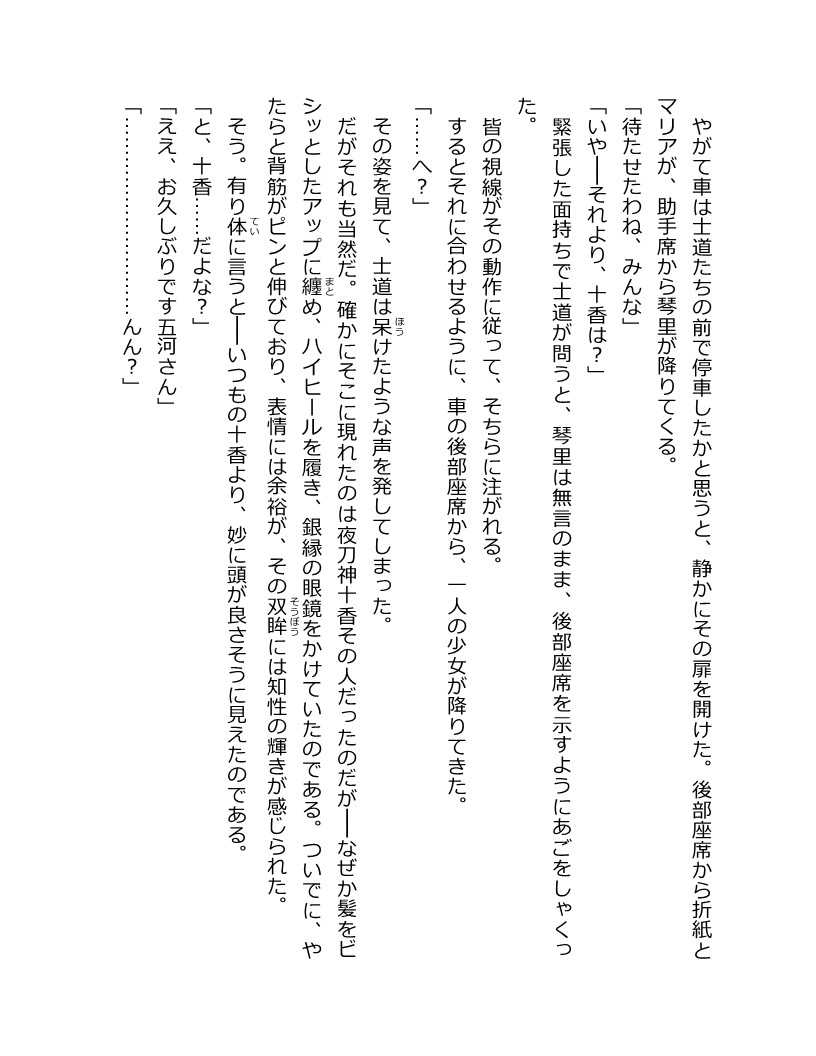 やがて車は士道たちの前で停車したかと思うと、静かにその扉を開けた。後部座席から折紙と
マリアが、助手席から琴里が降りてくる。
「待たせたわね、みんな」
「いや――それより、十香は？」
　緊張した面持ちで士道が問うと、琴里は無言のまま、後部座席を示すようにあごをしゃくっ
た。
　皆の視線がその動作に従って、そちらに注がれる。
　するとそれに合わせるように、車の後部座席から、一人の少女が降りてきた。
「……へ？」
　その姿を見て、士道は呆ほうけたような声を発してしまった。
　だがそれも当然だ。確かにそこに現れたのは夜刀神十香その人だったのだが――なぜか髪をビ
シッとしたアップに纏まとめ、ハイヒールを履き、銀縁の眼鏡をかけていたのである。ついでに、や
たらと背筋がピンと伸びており、表情には余裕が、その双眸そうぼうには知性の輝きが感じられた。
　そう。有り体ていに言うと――いつもの十香より、妙に頭が良さそうに見えたのである。
「と、十香……だよな？」
「ええ、お久しぶりです五河さん」
「…………………………んん？」